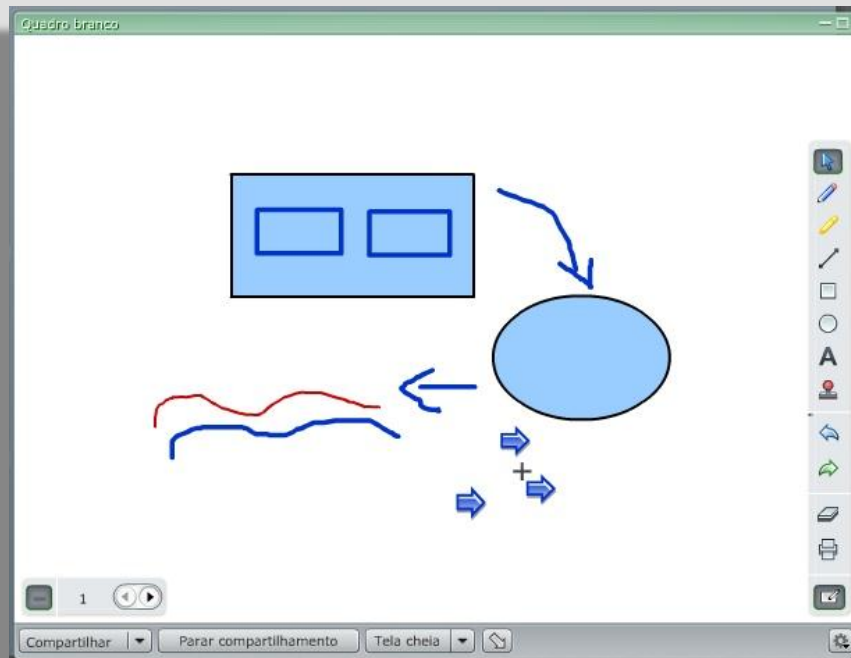 Quadro branco
A
1
Compartilhar
Parar compartilhamento
Tela cheia